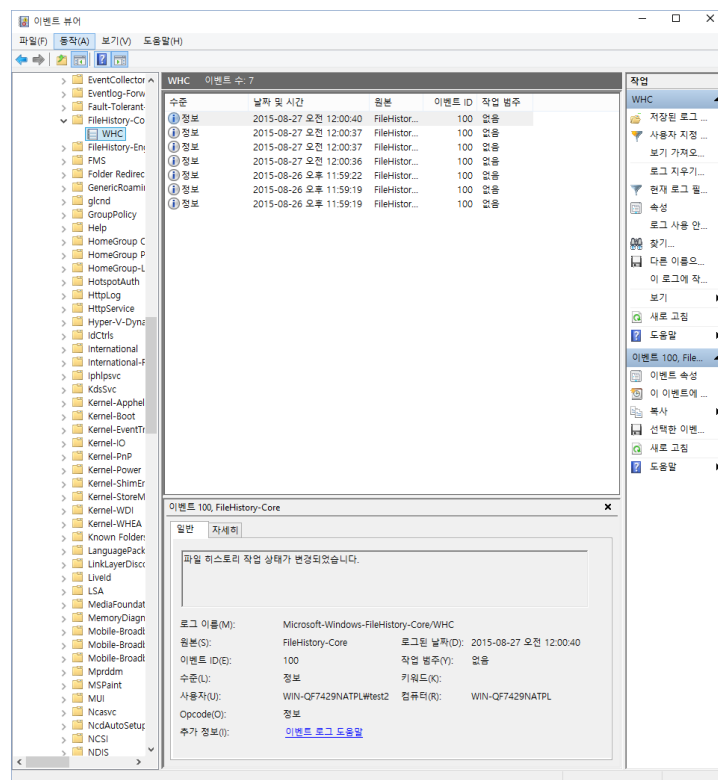 이벤트 뷰어
파일(F) 동작(A) 보기(V) 도움말(H)
EventCollector
Eventlog-Forw
Fault-Tolerant-
FileHistory-Co
WHC
FileHistory-En
FMS
Folder Redirec
GenericRoami
glcnd
GroupPolicy
Help
HomeGroup C
HomeGroup P
HomeGroup-L
HotspotAuth
HttpLog
HttpService
Hyper-V-Dyna
IdCtrls
International
International-R
Iphlpsvc
KdsSvc
Kernel-Apphel
Kernel-Boot
Kernel-EventTr
Kernel-IO
Kernel-PnP
Kernel-Power
Kernel-ShimEr
Kernel-StoreM
Kernel-WDI
Kernel-WHEA
Known Folders
LanguagePack
LinkLayerDisco
LiveId
LSA
MediaFoundat
MemoryDiagn
Mobile-Broadb
Mobile-Broadb
Mobile-Broadb
Mprddm
MSPaint
MUI
Ncasvc
NcdAutoSetup
NCSI
NDIS
WHC 이벤트 수: 7
수준 날짜 및 시간 원본 이벤트 ID 작업 범주
정보 2015-08-27 오전 12:00:40 FileHistor... 100 없음
정보 2015-08-27 오전 12:00:37 FileHistor... 100 없음
정보 2015-08-27 오전 12:00:37 FileHistor... 100 없음
정보 2015-08-27 오전 12:00:36 FileHistor... 100 없음
정보 2015-08-26 오후 11:59:22 FileHistor... 100 없음
정보 2015-08-26 오후 11:59:19 FileHistor... 100 없음
정보 2015-08-26 오후 11:59:19 FileHistor... 100 없음
이벤트 100, FileHistory-Core
일반 자세히
파일 히스토리 작업 상태가 변경되었습니다.
로그 이름(M): Microsoft-Windows-FileHistory-Core/WHC
원본(S): FileHistory-Core 로그된 날짜(D): 2015-08-27 오전 12:00:40
이벤트 ID(E): 100 작업 범주(Y): 없음
수준(L): 정보 키워드(K):
사용자(U): WIN-QF7429NATPL₩test2 컴퓨터(R): WIN-QF7429NATPL
Opcode(O): 정보
추가 정보(I): 이벤트 로그 도움말
작업
WHC
저장된 로그 ...
사용자 지정 ...
보기 가져오...
로그 지우기...
현재 로그 필...
속성
로그 사용 안...
찾기...
다른 이름으...
이 로그에 작...
보기
새로 고침
도움말
이벤트 100, File...
이벤트 속성
이 이벤트에 ...
복사
선택한 이벤...
새로 고침
도움말